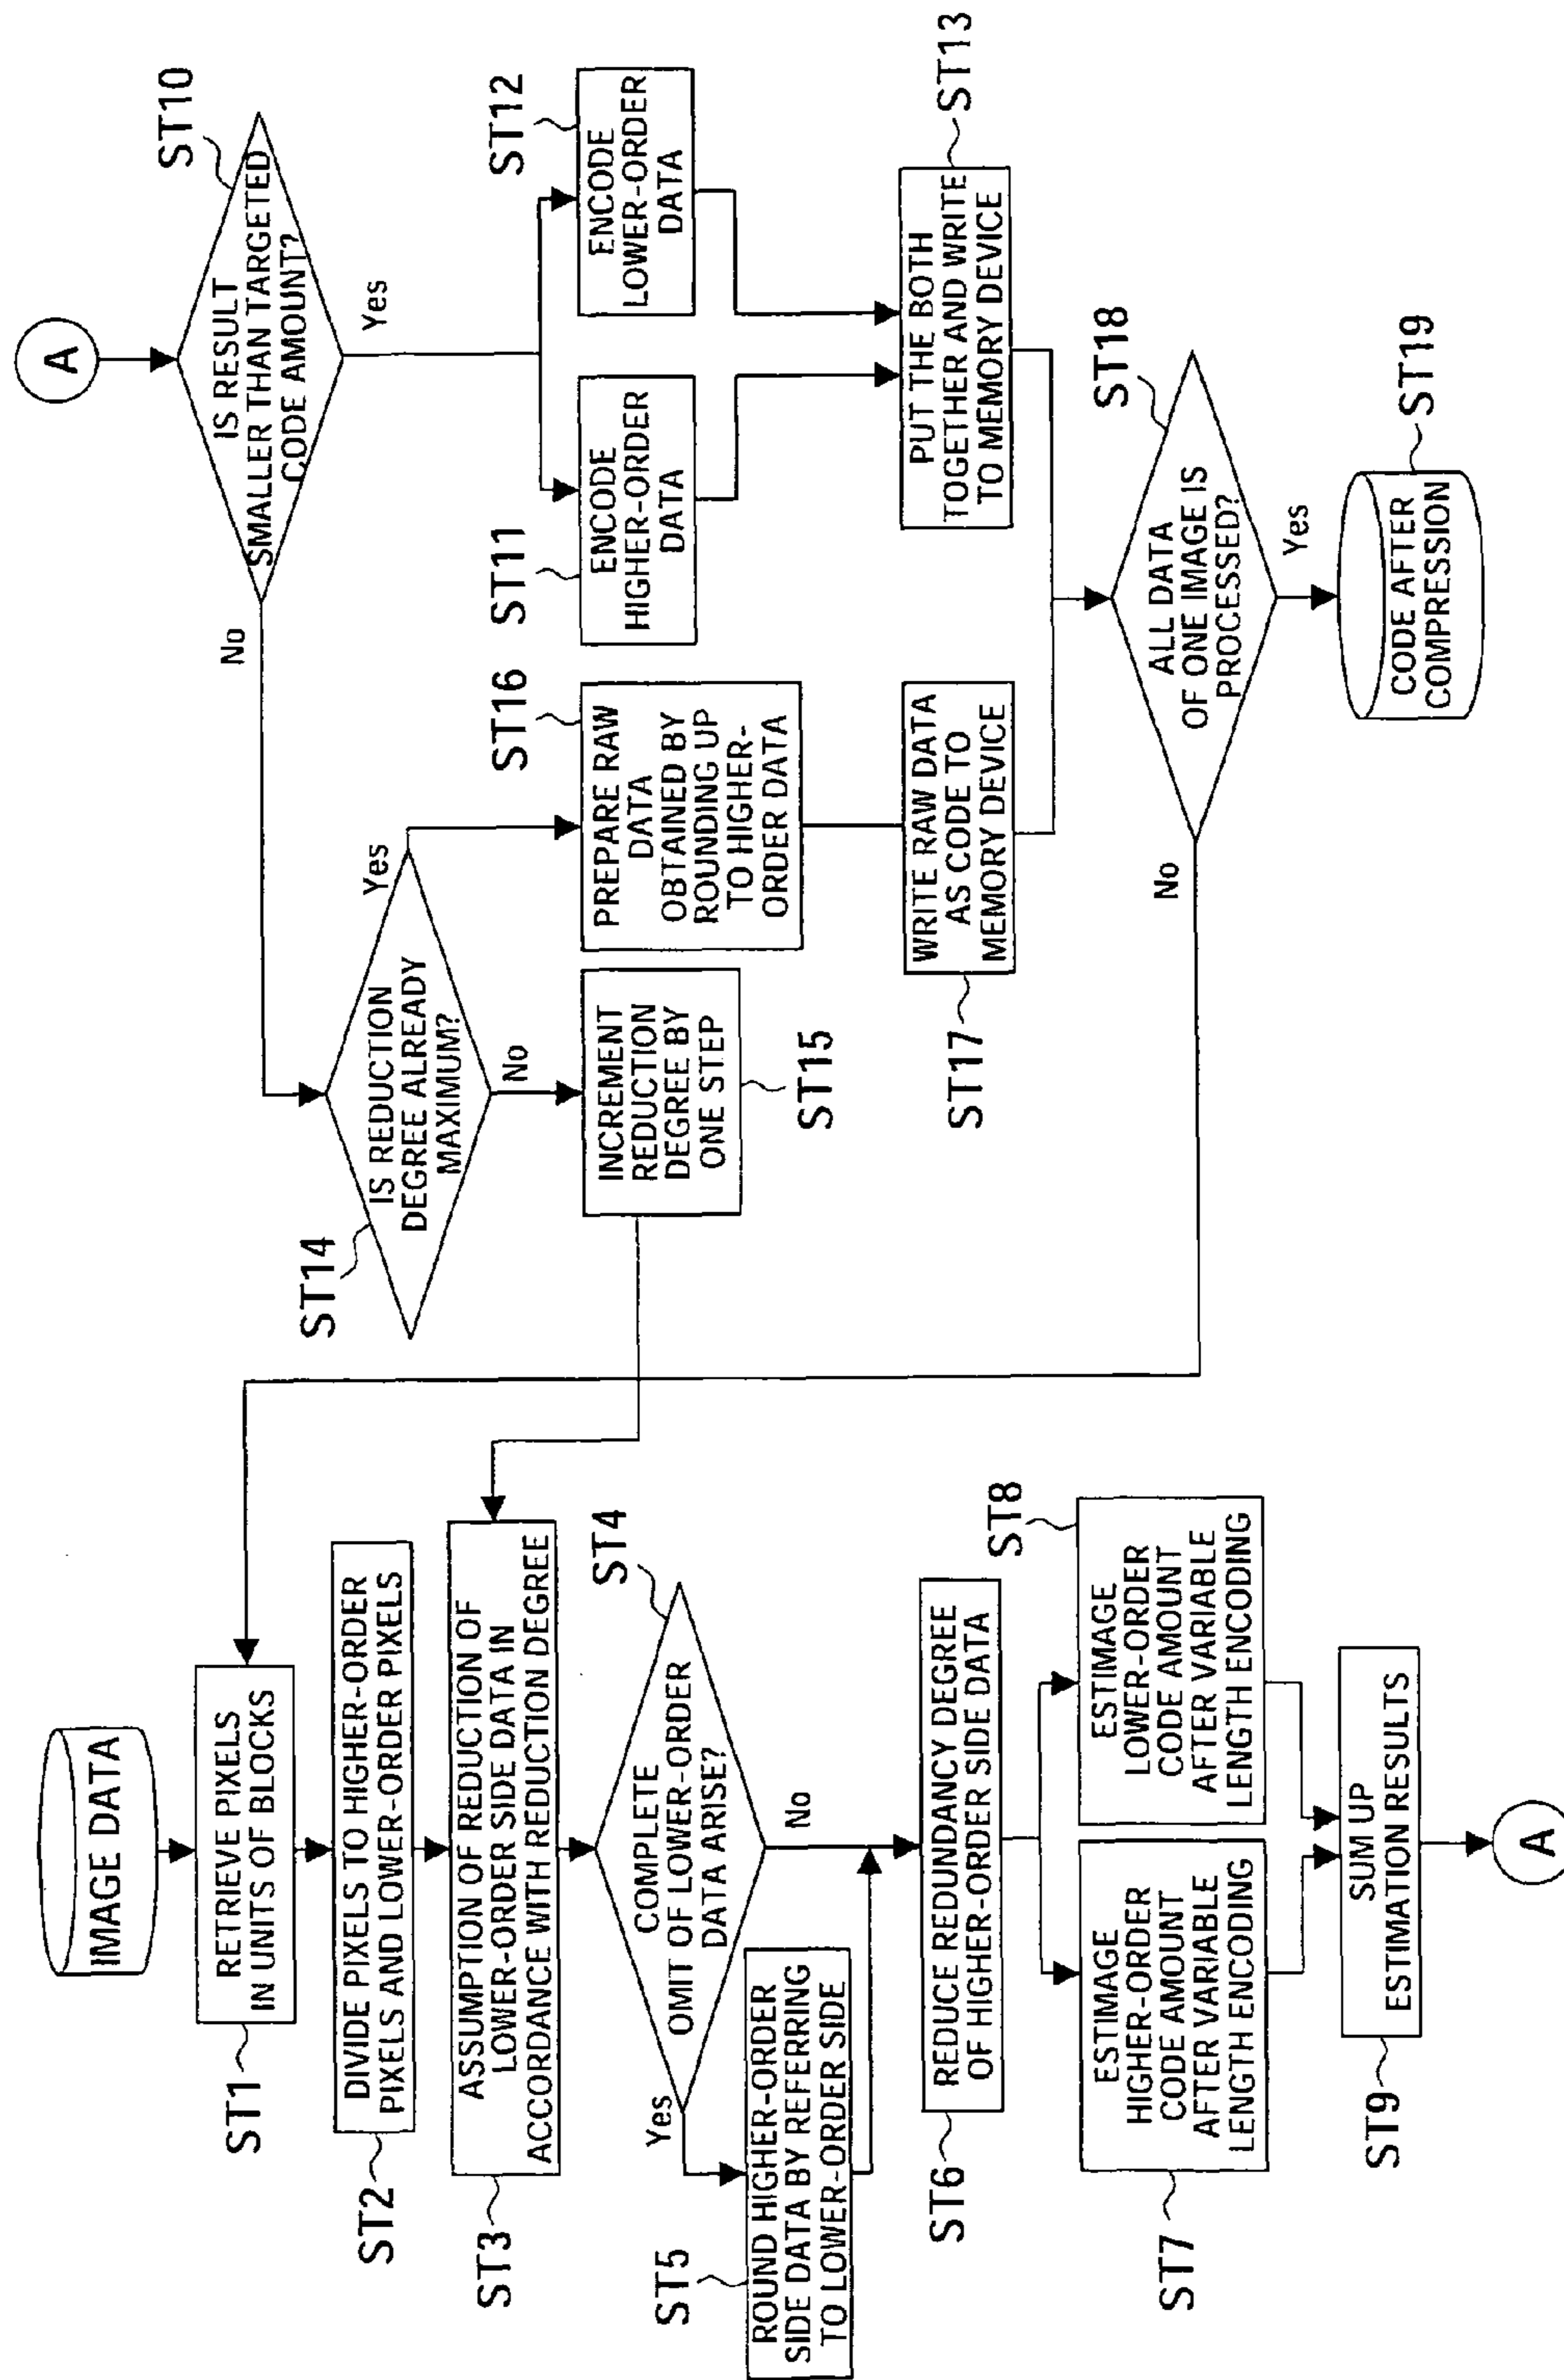 IMAGE DATA
RETRIEVE PIXELS
IN UNITS OF BLOCKS
ST1
DIVIDE PIXELS TO HIGHER-ORDER
PIXELS AND LOWER-ORDER PIXELS
ST2
ASSUMPTION OF REDUCTION OF
LOWER-ORDER SIDE DATA IN
ACCORDANCE WITH REDUCTION DEGREE
ST3
COMPLETE
OMIT OF LOWER-ORDER
DATA ARISE?
ST4
Yes
No
ROUND HIGHER-ORDER
SIDE DATA BY REFERRING
TO LOWER-ORDER SIDE
ST5
REDUCE REDUNDANCY DEGREE
OF HIGHER-ORDER SIDE DATA
ST6
ESTIMAGE
HIGHER-ORDER
CODE AMOUNT
AFTER VARIABLE
LENGTH ENCODING
ST7
ESTIMAGE
LOWER-ORDER
CODE AMOUNT
AFTER VARIABLE
LENGTH ENCODING
ST8
SUM UP
ESTIMATION RESULTS
ST9
A
A
IS RESULT
SMALLER THAN TARGETED
CODE AMOUNT?
ST10
No
Yes
IS REDUCTION
DEGREE ALREADY
MAXIMUM?
ST14
Yes
No
INCREMENT
REDUCTION
DEGREE BY
ONE STEP
ST15
PREPARE RAW
DATA
OBTAINED BY
ROUNDING UP
TO HIGHER-
ORDER DATA
ST16
ENCODE
HIGHER-ORDER
DATA
ST11
ENCODE
LOWER-ORDER
DATA
ST12
WRITE RAW DATA
AS CODE TO
MEMORY DEVICE
ST17
PUT THE BOTH
TOGETHER AND WRITE
TO MEMORY DEVICE
ST13
ALL DATA
OF ONE IMAGE IS
PROCESSED?
ST18
No
Yes
CODE AFTER
COMPRESSION
ST19